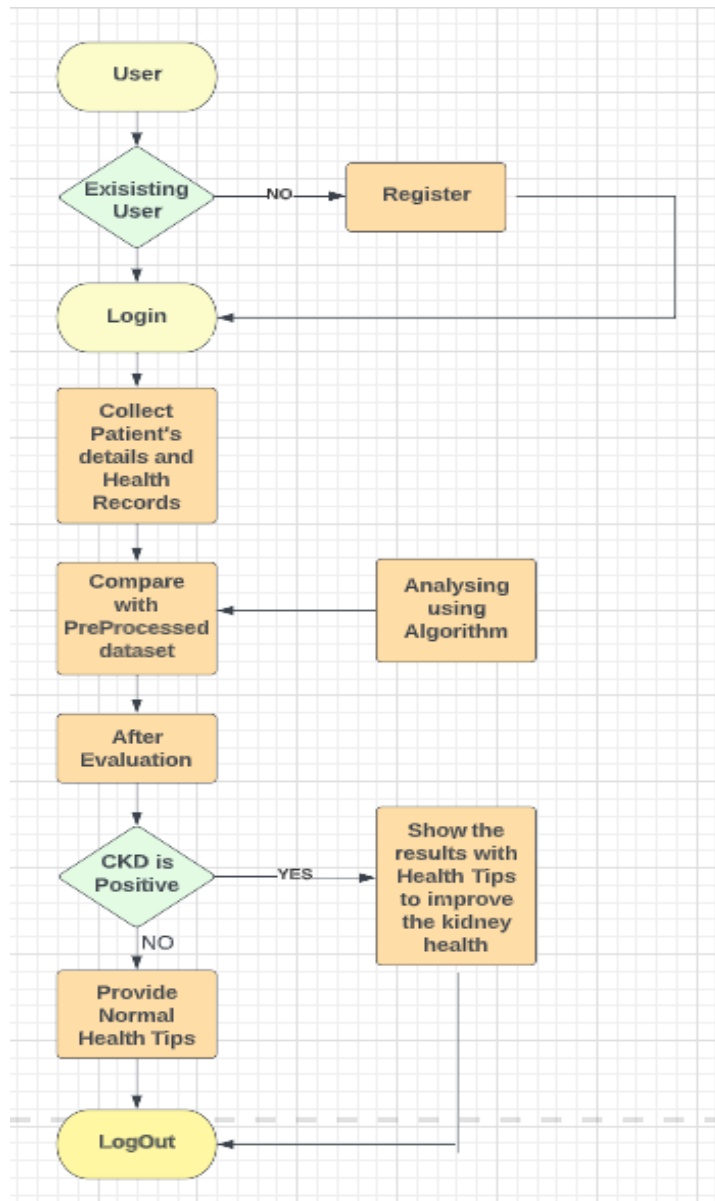 User
Exisisting
User
NO
Register
Login
Collect
Patient's
details and
Health
Records
Compare
with
PreProcessed
dataset
Analysing
using
Algorithm
After
Evaluation
CKD is
Positive
YES
Show the
results with
Health Tips
to improve
the kidney
health
NO
Provide
Normal
Health Tips
LogOut